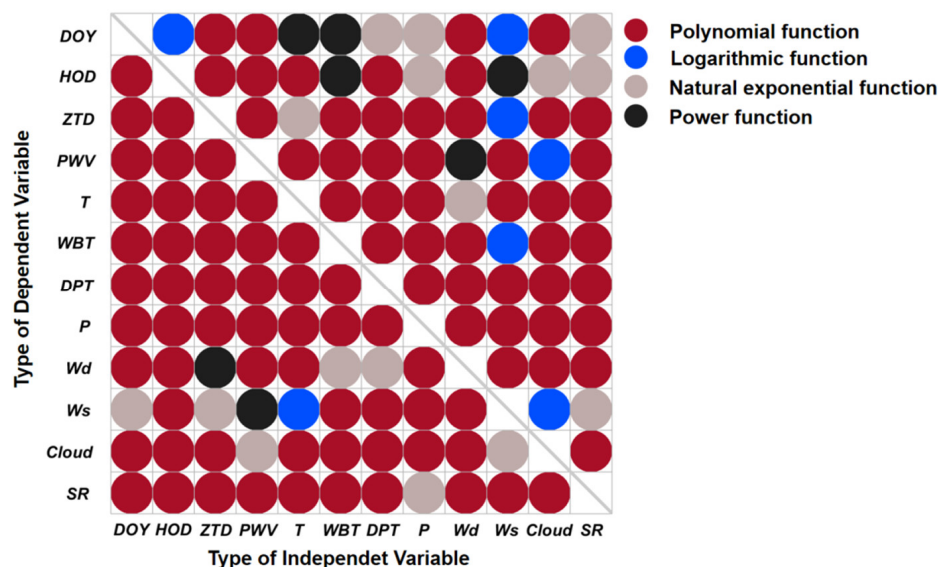 Polynomial function
Logarithmic function
Natural exponential function
Power function
Type of Dependent Variable
DOY
HOD
ZTD
PWV
T
WBT
DPT
P
Wd
Ws
Cloud
SR
DOY HOD ZTD PWV T WBT DPT P Wd Ws Cloud SR
Type of Independet Variable